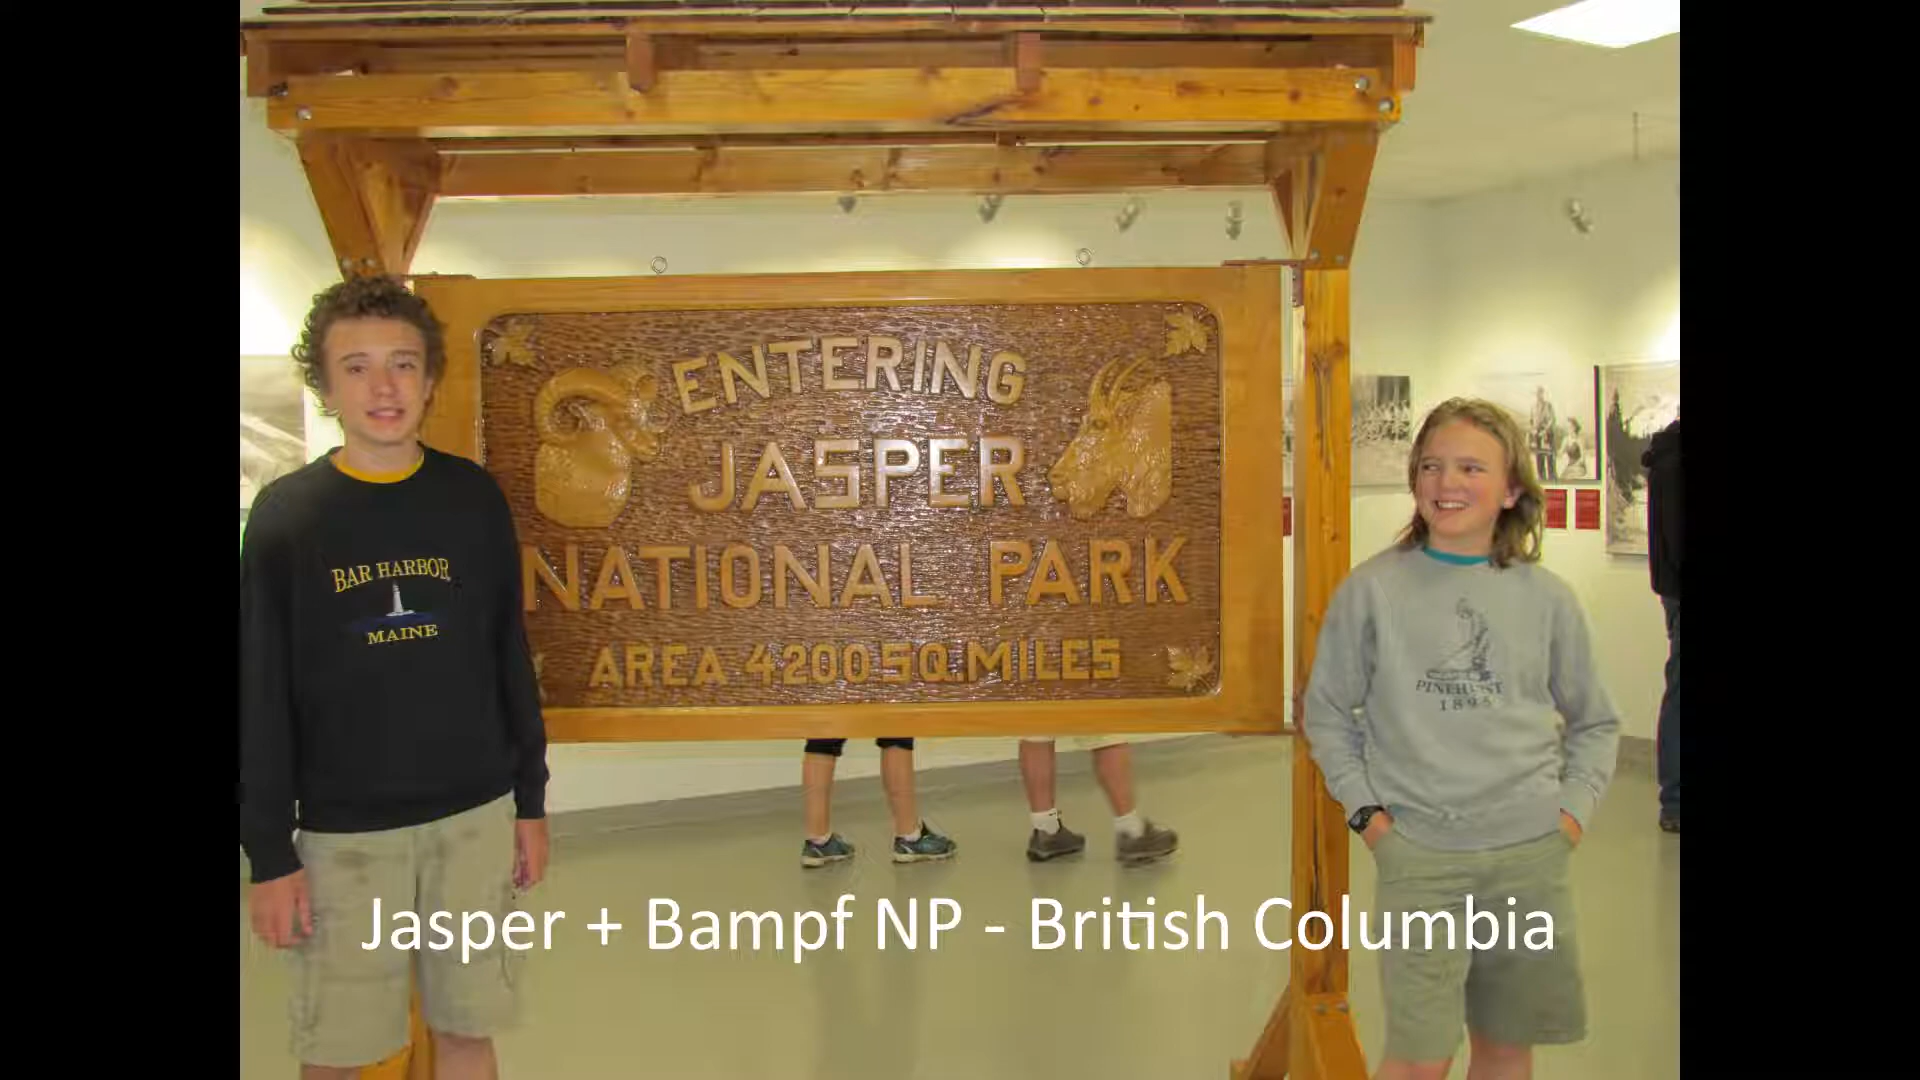 ENTERING
JASPER
NATIONAL PARK
AREA 4200 SQ. MILES
BAR HARBOR
MAINE
PINEHURST
1895
Jasper + Bampf NP - British Columbia